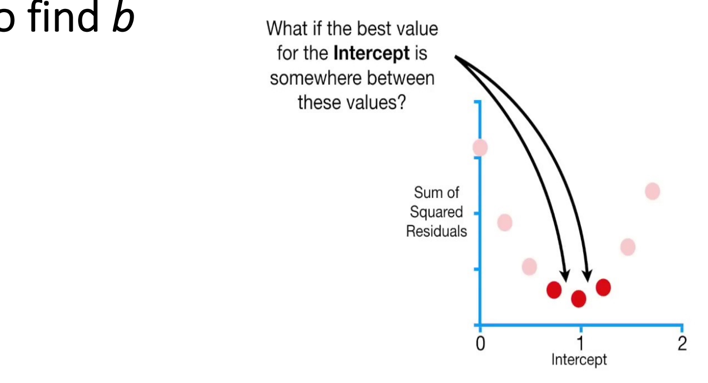 o find b
What if the best value
for the Intercept is
somewhere between
these values?
Sum of
Squared
Residuals
0
1
2
Intercept